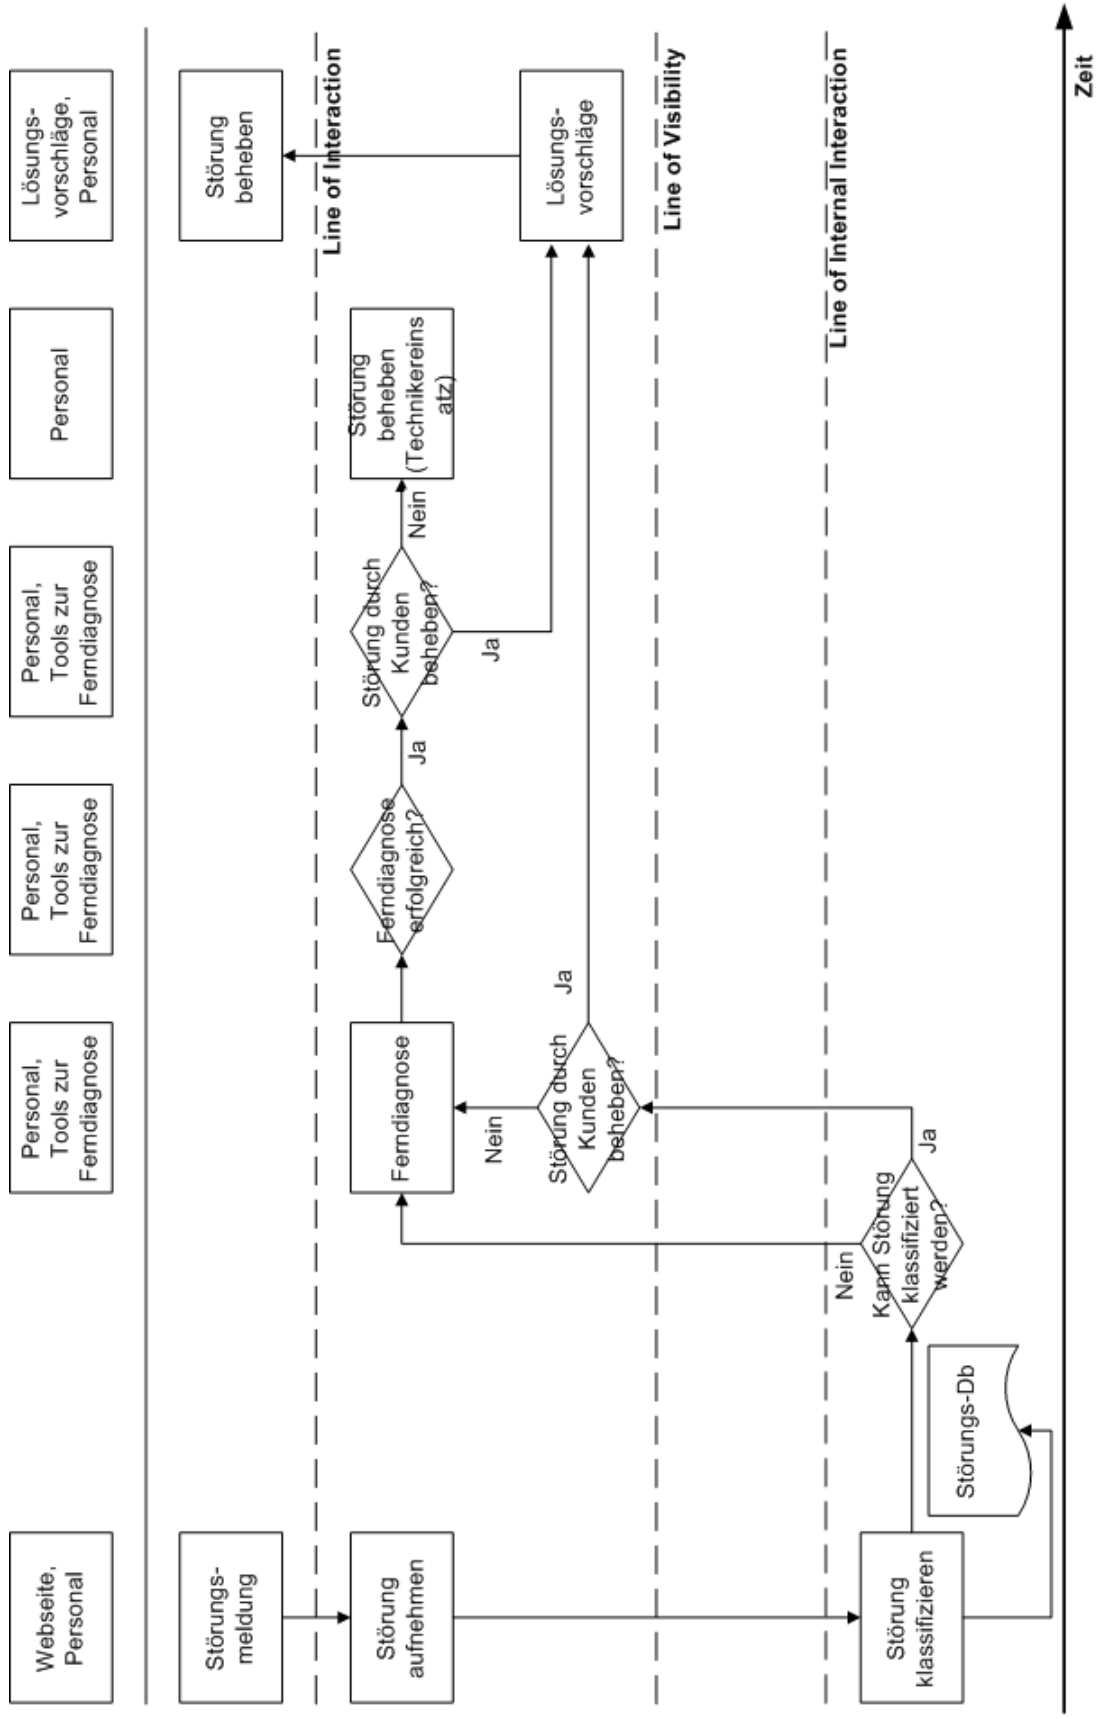 Webseite,
Personal
Personal,
Tools zur
Ferndiagnose
Personal,
Tools zur
Ferndiagnose
Personal,
Tools zur
Ferndiagnose
Personal
Lösungs-
vorschläge,
Personal
Störungs-
meldung
Störung
beheben
Line of Interaction
Störung
aufnehmen
Ferndiagnose
Ferndiagnose
erfolgreich?
Ja
Störung durch
Kunden
beheben?
Nein
Ja
Störung
beheben
(Technikereins
atz)
Nein
Störung durch
Kunden
beheben?
Ja
Lösungs-
vorschläge
Line of Visibility
Line of Internal Interaction
Störung
klassifizieren
Störungs-Db
Nein
Kann Störung
klassifiziert
werden?
Ja
Zeit